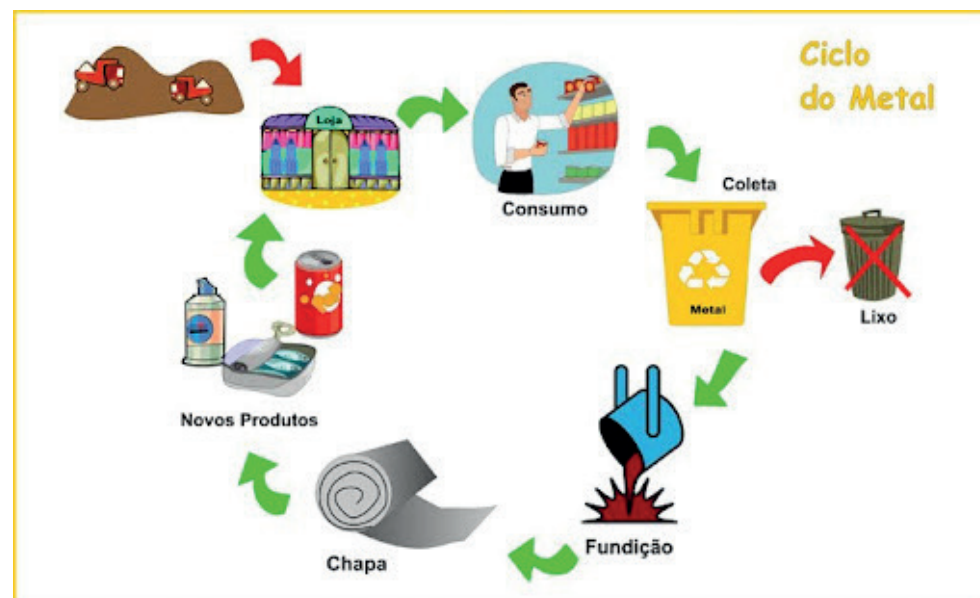 Ciclo
do Metal
Loja
Consumo
Coleta
Metal
Lixo
Fundição
Chapa
Novos Produtos